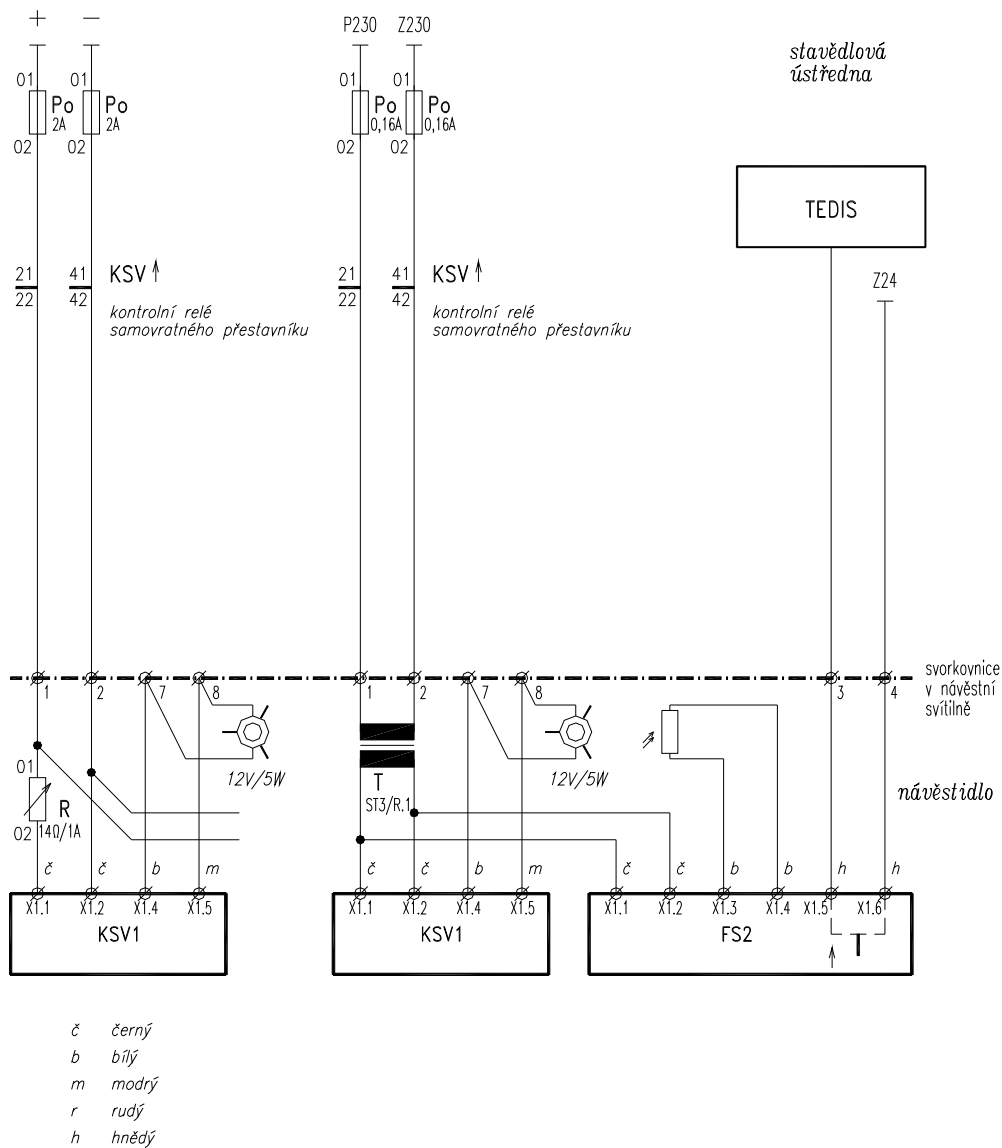 + – P230 Z230
stavědlová
ústředna
01 01 01 01
Po Po Po Po
2A 2A 0,16A 0,16A
02 02 02 02
TEDIS
21 41 KSV 21 41 KSV
22 42 22 42
Z24
kontrolní relé
samovratného přestavníku
kontrolní relé
samovratného přestavníku
svorkovnice
v návěstní
svítilně
1 2 7 8 1 2 7 8 3 4
01
R
14Ω/1A
02
12V/5W
T
ST3/R.1
12V/5W
návěstidlo
č č b m č č b m č č b b h h
X1.1 X1.2 X1.4 X1.5 X1.1 X1.2 X1.4 X1.5 X1.1 X1.2 X1.3 X1.4 X1.5 X1.6
KSV1 KSV1 FS2
č černý
b bílý
m modrý
r rudý
h hnědý